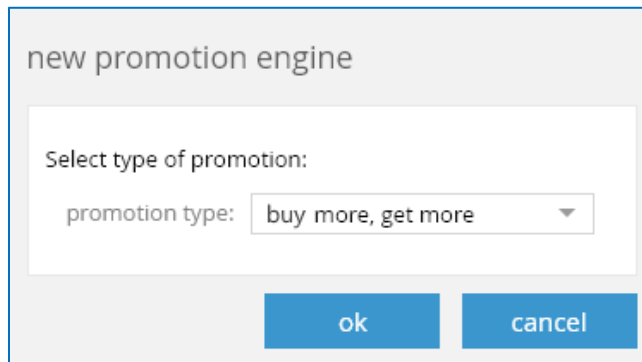 new promotion engine
Select type of promotion:
promotion type: buy more, get more
ok cancel